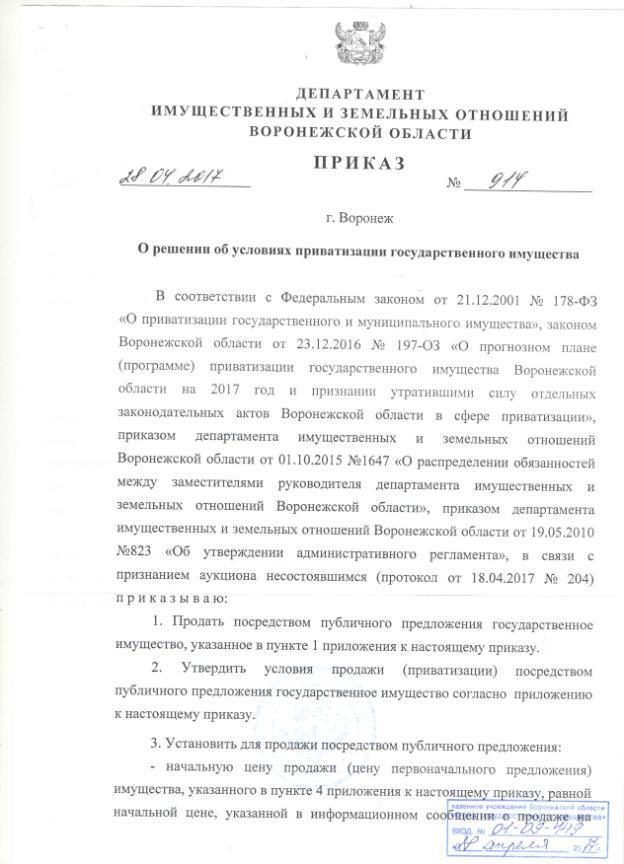 ДЕПАРТАМЕНТ
ИМУЩЕСТВЕННЫХ И ЗЕМЕЛЬНЫХ ОТНОШЕНИЙ
ВОРОНЕЖСКОЙ ОБЛАСТИ
ПРИКАЗ
28.04.2017 № 914
г. Воронеж
О решении об условиях приватизации государственного имущества
В соответствии с Федеральным законом от 21.12.2001 № 178-ФЗ
«О приватизации государственного и муниципального имущества», законом
Воронежской области от 23.12.2016 № 197-ОЗ «О прогнозном плане
(программе) приватизации государственного имущества Воронежской
области на 2017 год и признании утратившими силу отдельных
законодательных актов Воронежской области в сфере приватизации»,
приказом департамента имущественных и земельных отношений
Воронежской области от 01.10.2015 №1647 «О распределении обязанностей
между заместителями руководителя департамента имущественных и
земельных отношений Воронежской области», приказом департамента
имущественных и земельных отношений Воронежской области от 19.05.2010
№823 «Об утверждении административного регламента», в связи с
признанием аукциона несостоявшимся (протокол от 18.04.2017 № 204)
п р и к а з ы в а ю:
1. Продать посредством публичного предложения государственное
имущество, указанное в пункте 1 приложения к настоящему приказу.
2. Утвердить условия продажи (приватизации) посредством
публичного предложения государственное имущество согласно приложению
к настоящему приказу.
3. Установить для продажи посредством публичного предложения:
- начальную цену продажи (цену первоначального предложения)
имущества, указанного в пункте 4 приложения к настоящему приказу, равной
начальной цене, указанной в информационном сообщении о продаже на
газенное учреждение Воронежской области
ВХОД. № 01-09-449
28 апреля 2017г.